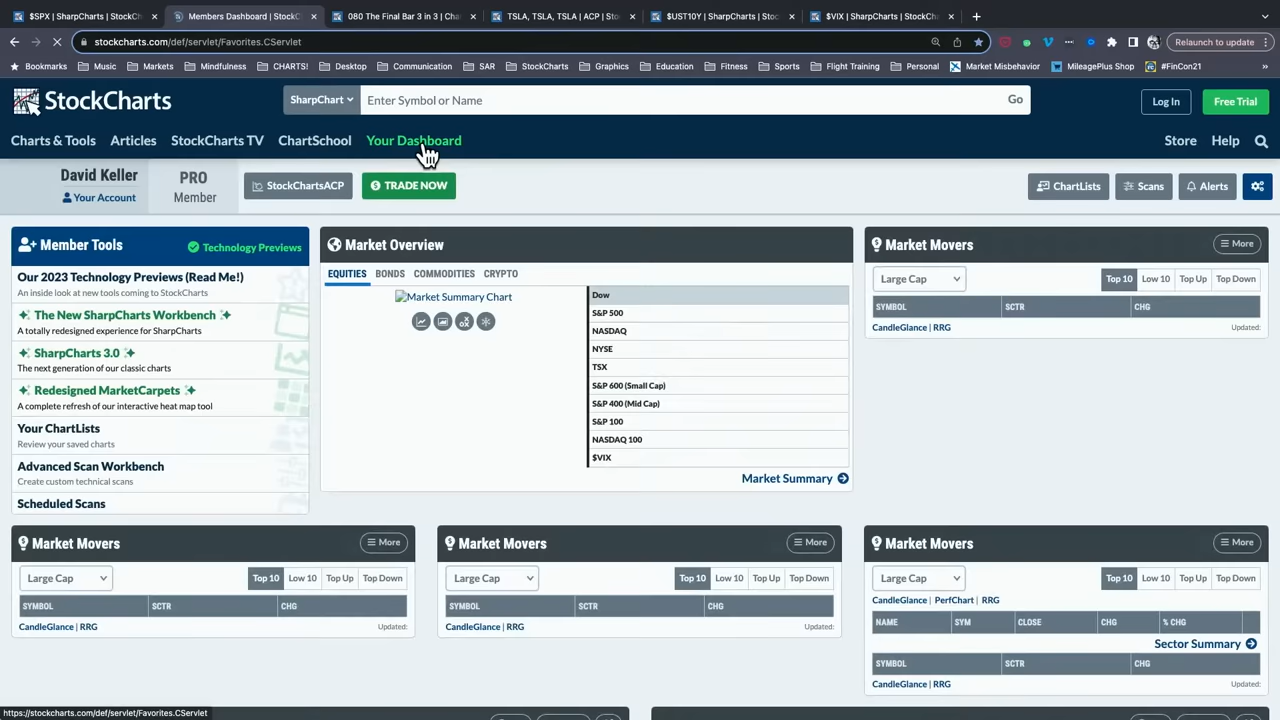 $SPX | SharpCharts | StockC
Members Dashboard | StockC
080 The Final Bar 3 in 3 | Cha
TSLA, TSLA, TSLA | ACP | Sto
$UST10Y | SharpCharts | Stoc
$VIX | SharpCharts | StockCha
stockcharts.com/def/servlet/Favorites.CServlet
Relaunch to update
Bookmarks
Music
Markets
Mindfulness
CHARTS!
Desktop
Communication
SAR
StockCharts
Graphics
Education
Fitness
Sports
Flight Training
Personal
Market Misbehavior
MileagePlus Shop
#FinCon21
StockCharts
SharpChart
Enter Symbol or Name
Go
Log In
Free Trial
Charts & Tools
Articles
StockCharts TV
ChartSchool
Your Dashboard
Store
Help
David Keller
Your Account
PRO
Member
StockChartsACP
TRADE NOW
ChartLists
Scans
Alerts
Member Tools
Technology Previews
Our 2023 Technology Previews (Read Me!)
An inside look at new tools coming to StockCharts
The New SharpCharts Workbench
A totally redesigned experience for SharpCharts
SharpCharts 3.0
The next generation of our classic charts
Redesigned MarketCarpets
A complete refresh of our interactive heat map tool
Your ChartLists
Review your saved charts
Advanced Scan Workbench
Create custom technical scans
Scheduled Scans
Market Overview
EQUITIES BONDS COMMODITIES CRYPTO
Market Summary Chart
Dow
S&P 500
NASDAQ
NYSE
TSX
S&P 600 (Small Cap)
S&P 400 (Mid Cap)
S&P 100
NASDAQ 100
$VIX
Market Summary
Market Movers
More
Large Cap
Top 10 Low 10 Top Up Top Down
SYMBOL SCTR CHG
CandleGlance | RRG
Updated:
Market Movers
More
Large Cap
Top 10 Low 10 Top Up Top Down
SYMBOL SCTR CHG
CandleGlance | RRG
Updated:
Market Movers
More
Large Cap
Top 10 Low 10 Top Up Top Down
SYMBOL SCTR CHG
CandleGlance | RRG
Updated:
Market Movers
More
Large Cap
Top 10 Low 10 Top Up Top Down
CandleGlance | PerfChart | RRG
NAME SYM CLOSE CHG % CHG
Sector Summary
SYMBOL SCTR CHG
CandleGlance | RRG
Updated:
https://stockcharts.com/def/servlet/Favorites.CServlet